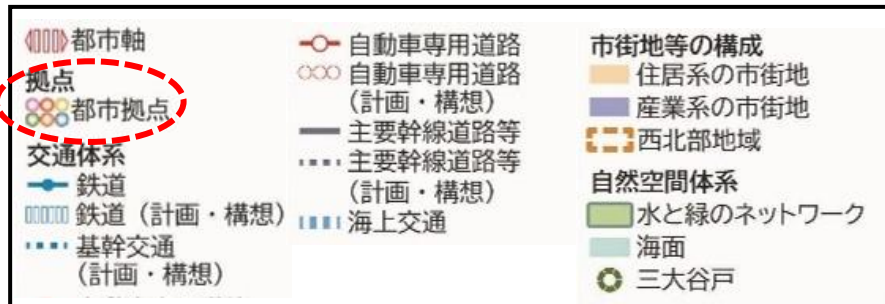 都市軸
拠点
都市拠点
交通体系
鉄道
鉄道（計画・構想）
基幹交通
（計画・構想）
自動車専用道路
自動車専用道路
（計画・構想）
主要幹線道路等
主要幹線道路等
（計画・構想）
海上交通
市街地等の構成
住居系の市街地
産業系の市街地
西北部地域
自然空間体系
水と緑のネットワーク
海面
三大谷戸